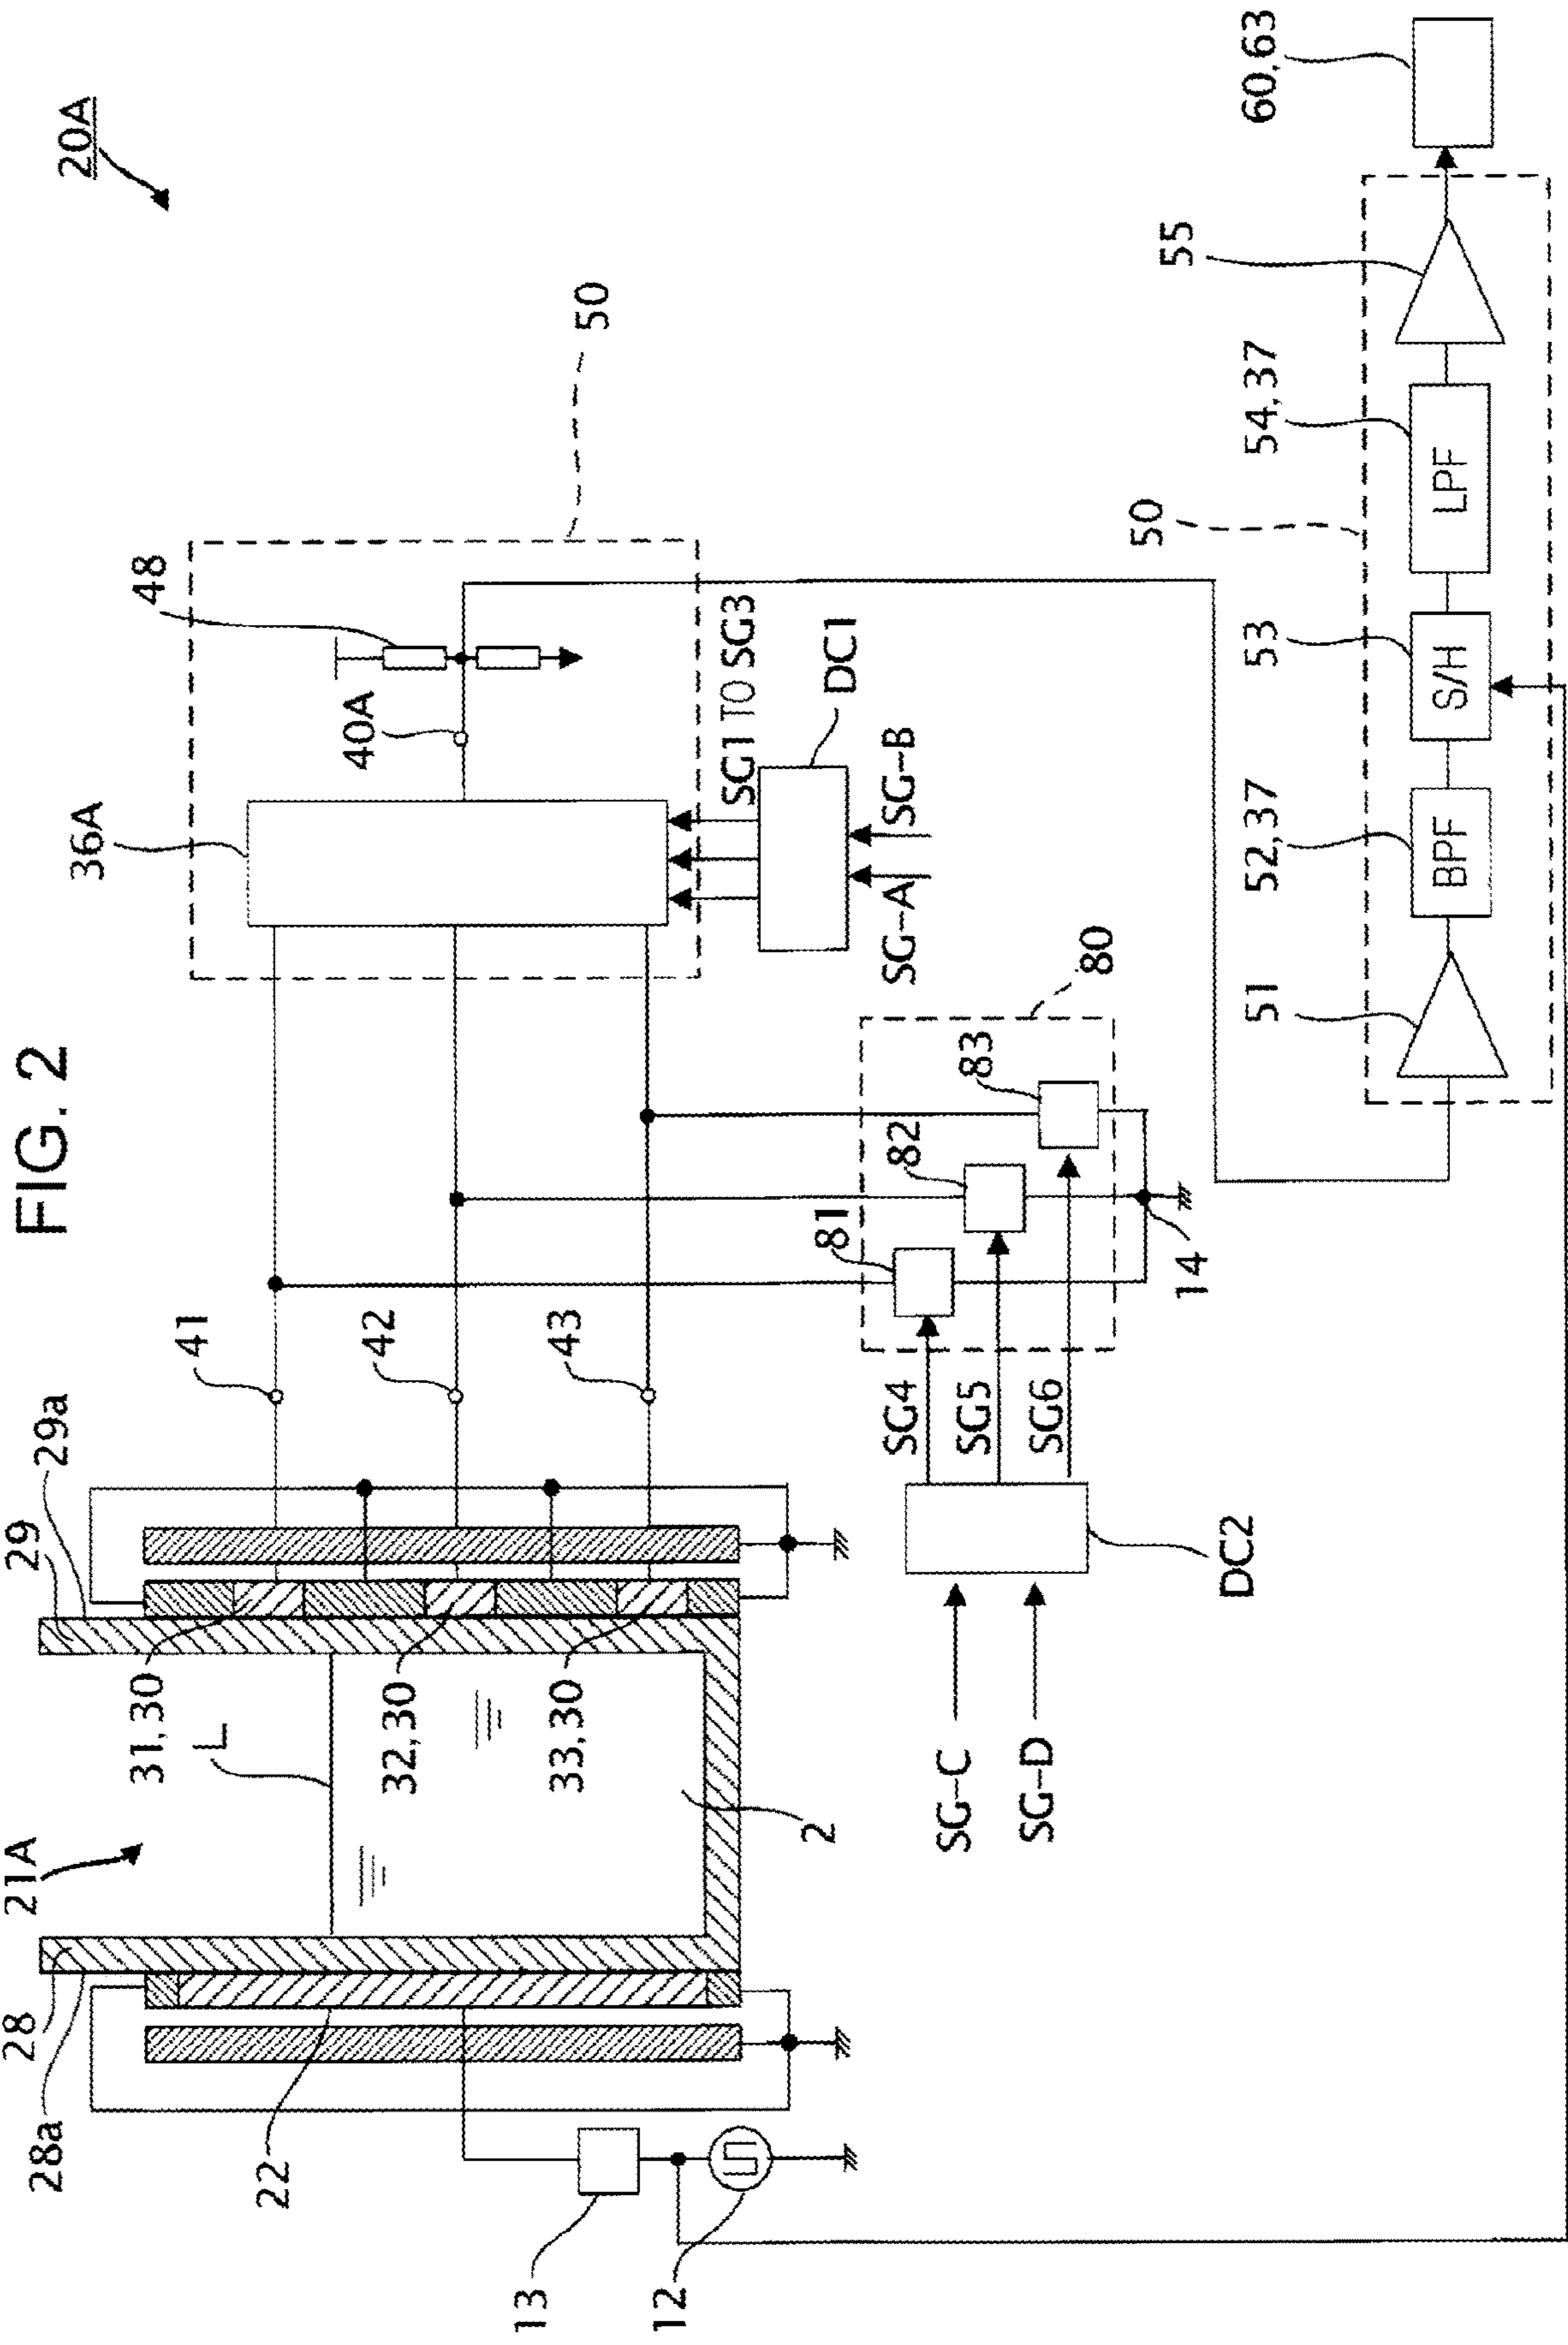 FIG. 2
20A
21A
28
28a
29
29a
22
13
12
L
2
31,30
32,30
33,30
41
42
43
36A
40A
48
50
SG1 TO SG3
DC1
SG-A
SG-B
80
81
82
83
14
SG4
SG5
SG6
DC2
SG-C
SG-D
50
51
52,37
BPF
53
S/H
54,37
LPF
55
60,63